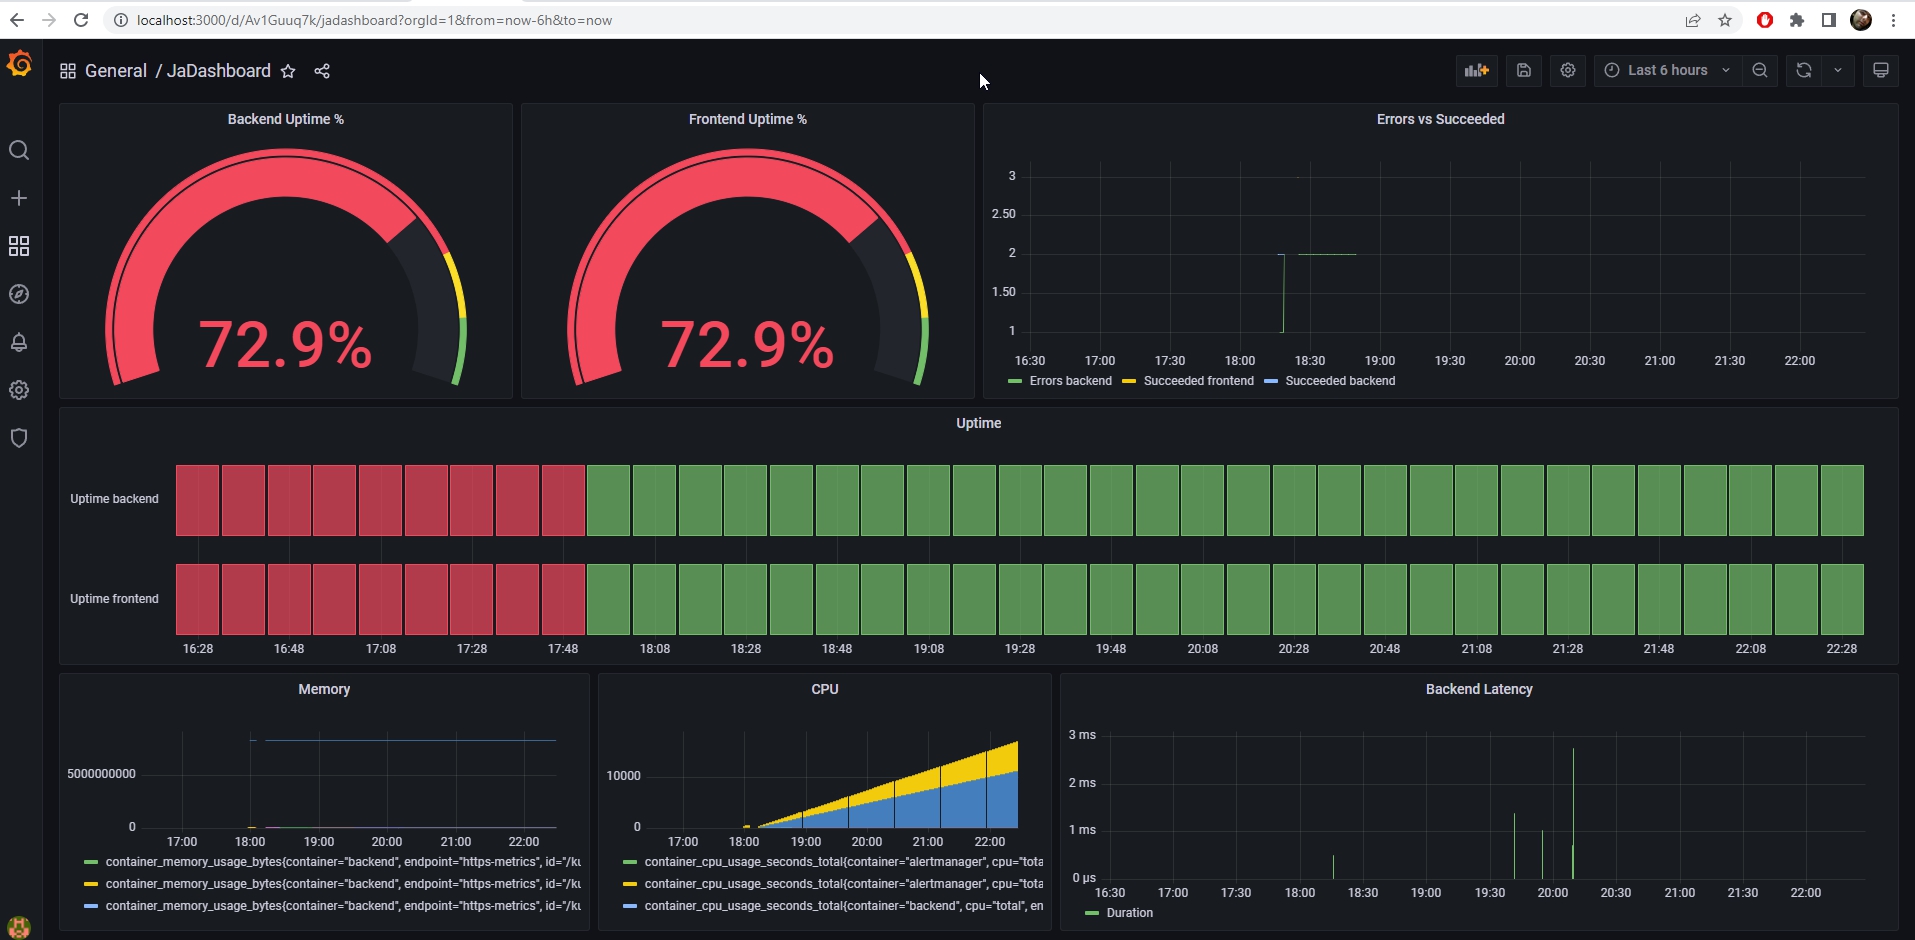 localhost:3000/d/Av1Guuq7k/jadashboard?orgId=1&from=now-6h&to=now
General / JaDashboard
Last 6 hours
Backend Uptime %
72.9%
Frontend Uptime %
72.9%
Errors vs Succeeded
3
2.50
2
1.50
1
16:30 17:00 17:30 18:00 18:30 19:00 19:30 20:00 20:30 21:00 21:30 22:00
Errors backend Succeeded frontend Succeeded backend
Uptime
Uptime backend
Uptime frontend
16:28 16:48 17:08 17:28 17:48 18:08 18:28 18:48 19:08 19:28 19:48 20:08 20:28 20:48 21:08 21:28 21:48 22:08 22:28
Memory
5000000000
0
17:00 18:00 19:00 20:00 21:00 22:00
container_memory_usage_bytes{container="backend", endpoint="https-metrics", id="/ku
container_memory_usage_bytes{container="backend", endpoint="https-metrics", id="/ku
container_memory_usage_bytes{container="backend", endpoint="https-metrics", id="/ku
CPU
10000
0
17:00 18:00 19:00 20:00 21:00 22:00
container_cpu_usage_seconds_total{container="alertmanager", cpu="tota
container_cpu_usage_seconds_total{container="alertmanager", cpu="tota
container_cpu_usage_seconds_total{container="backend", cpu="total", en
Backend Latency
3 ms
2 ms
1 ms
0 µs
16:30 17:00 17:30 18:00 18:30 19:00 19:30 20:00 20:30 21:00 21:30 22:00
Duration